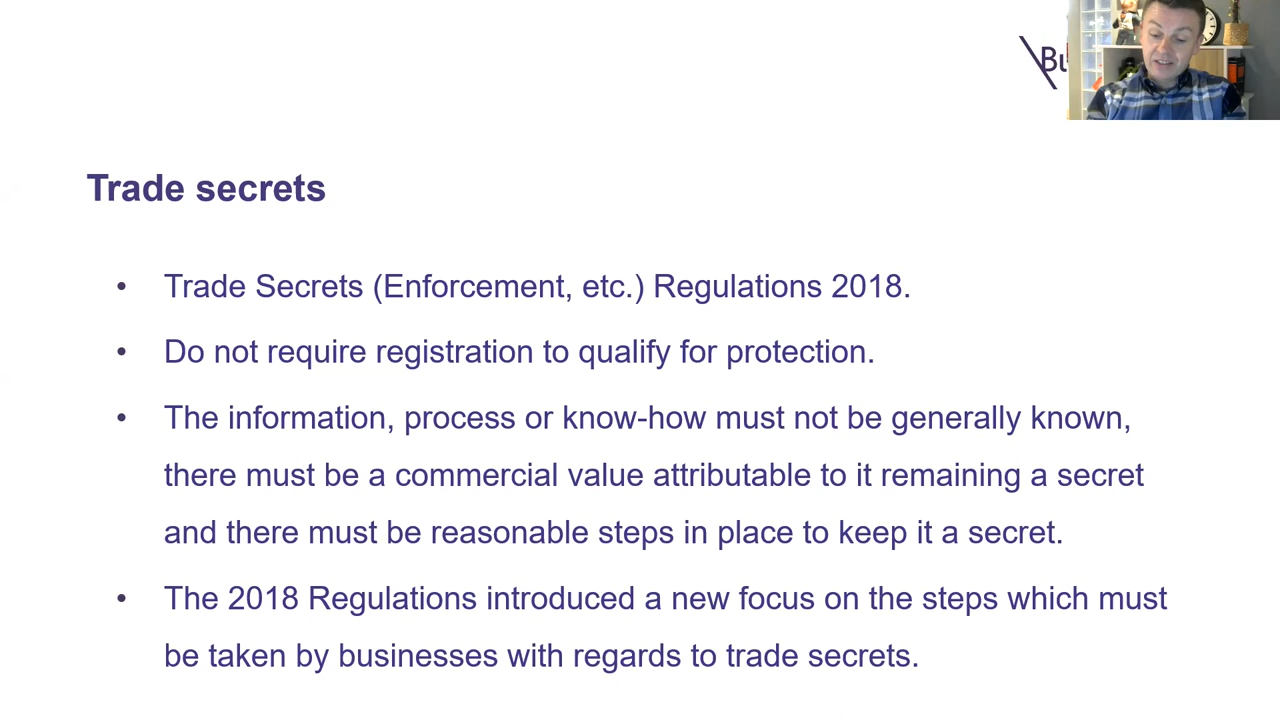 Bu
Trade secrets
• Trade Secrets (Enforcement, etc.) Regulations 2018.
• Do not require registration to qualify for protection.
• The information, process or know-how must not be generally known,
there must be a commercial value attributable to it remaining a secret
and there must be reasonable steps in place to keep it a secret.
• The 2018 Regulations introduced a new focus on the steps which must
be taken by businesses with regards to trade secrets.